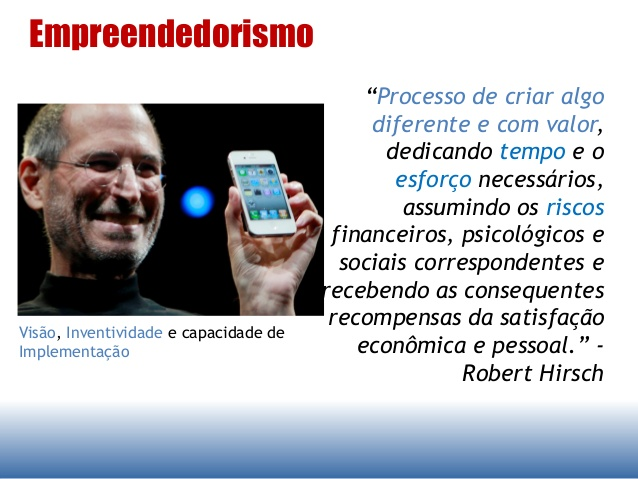 Empreendedorismo
“Processo de criar algo
diferente e com valor,
dedicando tempo e o
esforço necessários,
assumindo os riscos
financeiros, psicológicos e
sociais correspondentes e
recebendo as consequentes
recompensas da satisfação
econômica e pessoal.” -
Robert Hirsch
Visão, Inventividade e capacidade de
Implementação